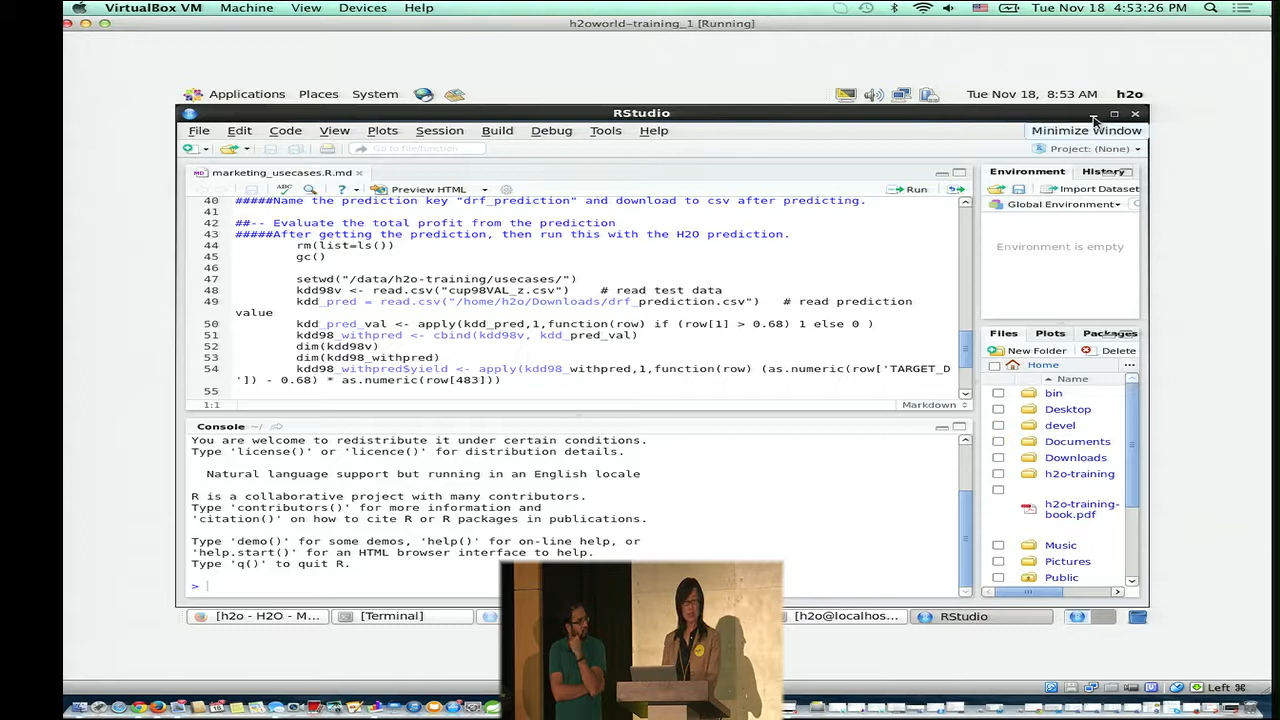 VirtualBox VM Machine View Devices Help Tue Nov 18 4:53:26 PM
h2oworld-training_1 [Running]
Applications Places System Tue Nov 18, 8:53 AM h2o
RStudio
File Edit Code View Plots Session Build Debug Tools Help
Minimize Window
Go to file/function
Project: (None)
marketing_usecases.R.md
Environment History
ABC Preview HTML Run
Import Dataset
Global Environment
Environment is empty
40 #####Name the prediction key "drf_prediction" and download to csv after predicting.
41
42 ##-- Evaluate the total profit from the prediction
43 #####After getting the prediction, then run this with the H2O prediction.
44 rm(list=ls())
45 gc()
46
47 setwd("/data/h2o-training/usecases/")
48 kdd98v <- read.csv("cup98VAL_z.csv") # read test data
49 kdd_pred = read.csv("/home/h2o/Downloads/drf_prediction.csv") # read prediction
value
50 kdd_pred_val <- apply(kdd_pred,1,function(row) if (row[1] > 0.68) 1 else 0 )
51 kdd98_withpred <- cbind(kdd98v, kdd_pred_val)
52 dim(kdd98v)
53 dim(kdd98_withpred)
54 kdd98_withpred$yield <- apply(kdd98_withpred,1,function(row) (as.numeric(row['TARGET_D
']) - 0.68) * as.numeric(row[483]))
55
1:1 Markdown
Files Plots Packages
New Folder Delete
Home
Name
bin
Desktop
devel
Documents
Downloads
h2o-training
h2o-training-
book.pdf
Music
Pictures
Public
Console ~/
You are welcome to redistribute it under certain conditions.
Type 'license()' or 'licence()' for distribution details.
Natural language support but running in an English locale
R is a collaborative project with many contributors.
Type 'contributors()' for more information and
'citation()' on how to cite R or R packages in publications.
Type 'demo()' for some demos, 'help()' for on-line help, or
'help.start()' for an HTML browser interface to help.
Type 'q()' to quit R.
>
[h2o - H2O - M... [Terminal] [h2o@localhos... RStudio
Left ⌘